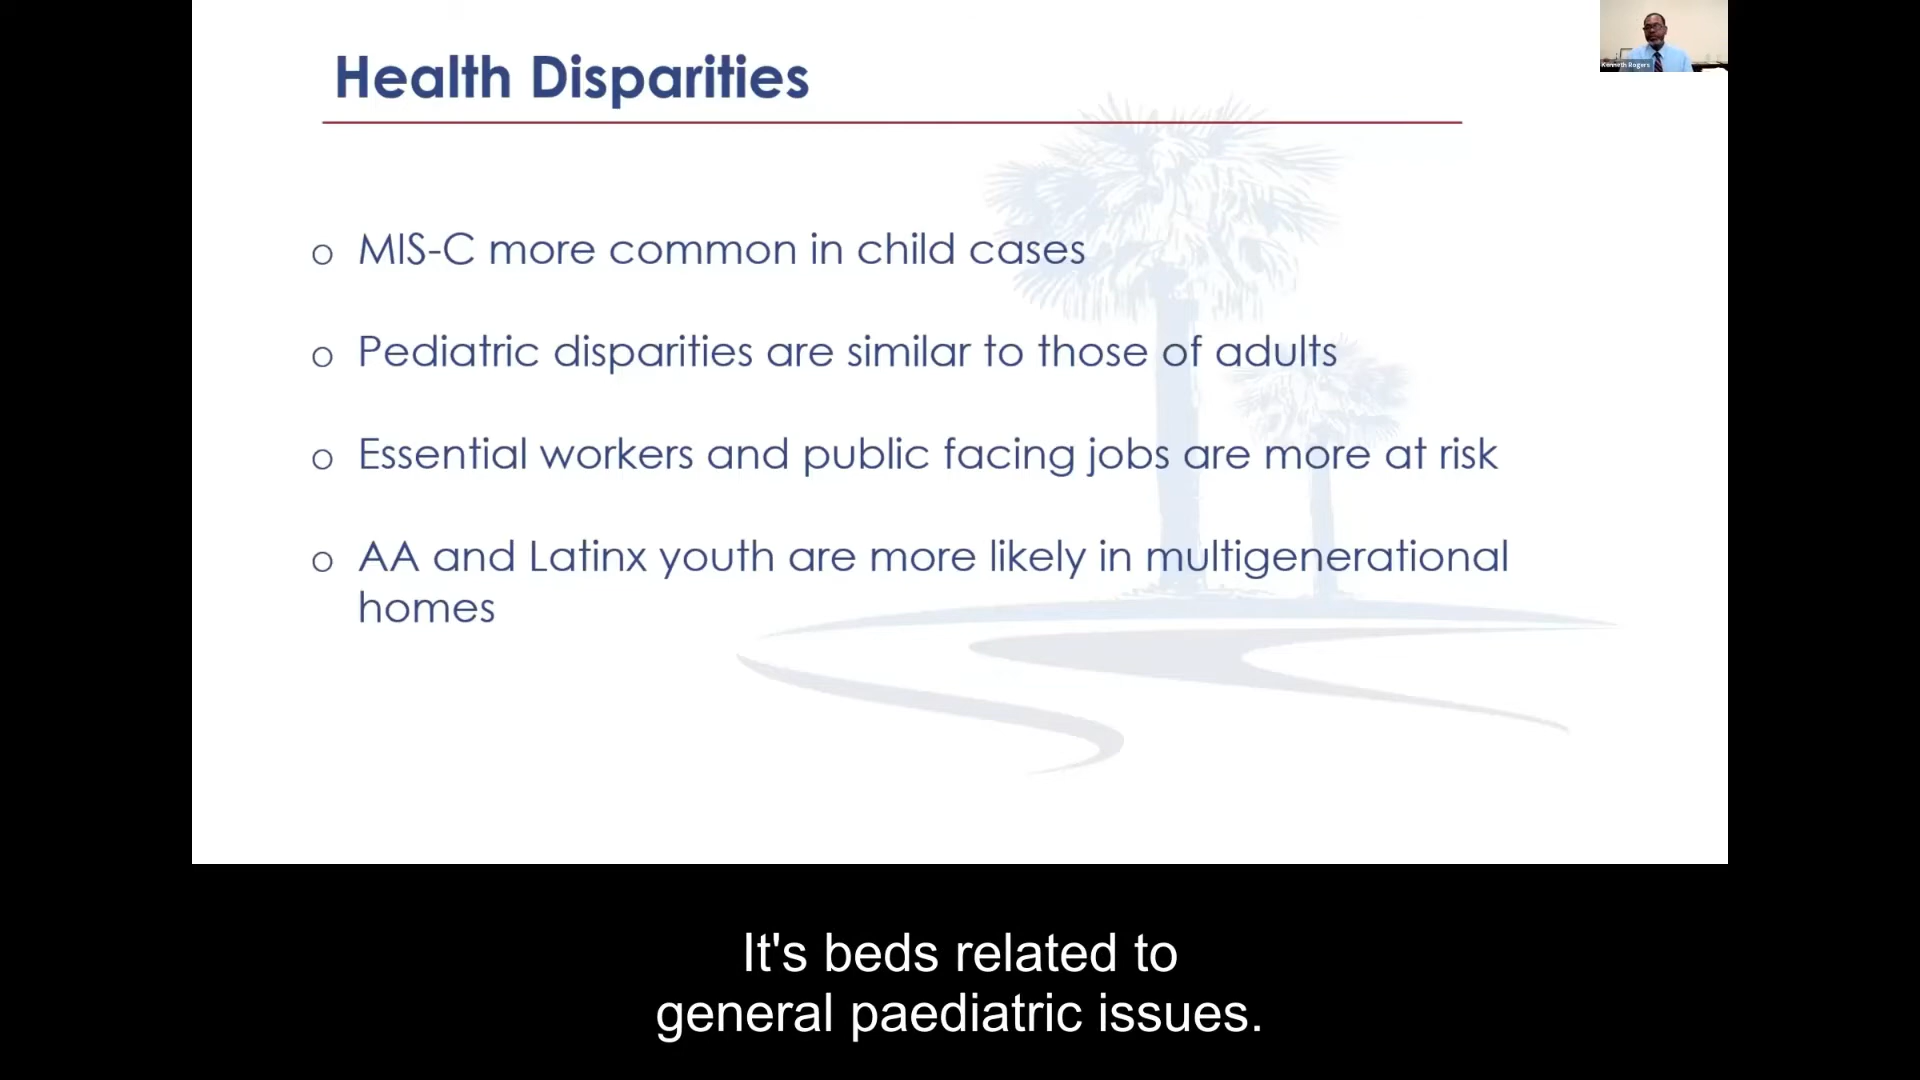 Health Disparities
Kenneth Rogers
o MIS-C more common in child cases
o Pediatric disparities are similar to those of adults
o Essential workers and public facing jobs are more at risk
o AA and Latinx youth are more likely in multigenerational
homes
It's beds related to
general paediatric issues.